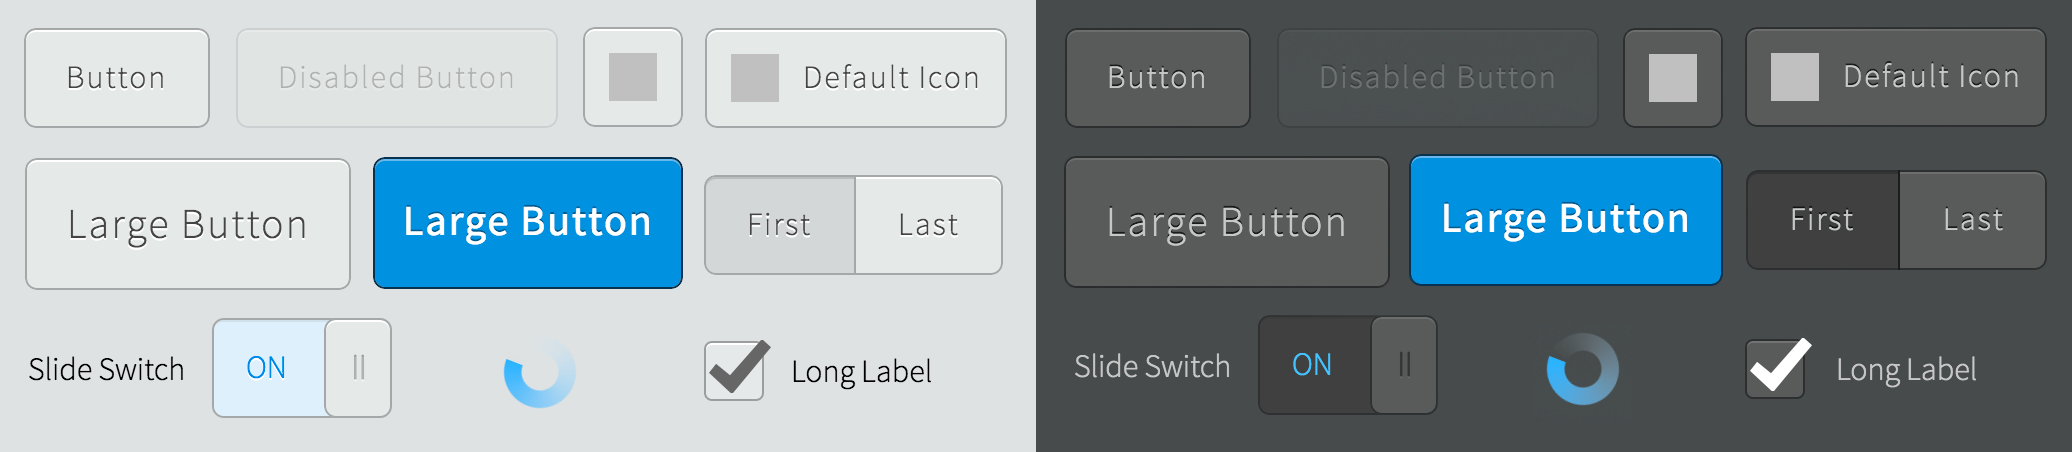 Button
Disabled Button
Default Icon
Large Button
Large Button
First
Last
Slide Switch
ON
Long Label
Button
Disabled Button
Default Icon
Large Button
Large Button
First
Last
Slide Switch
ON
Long Label